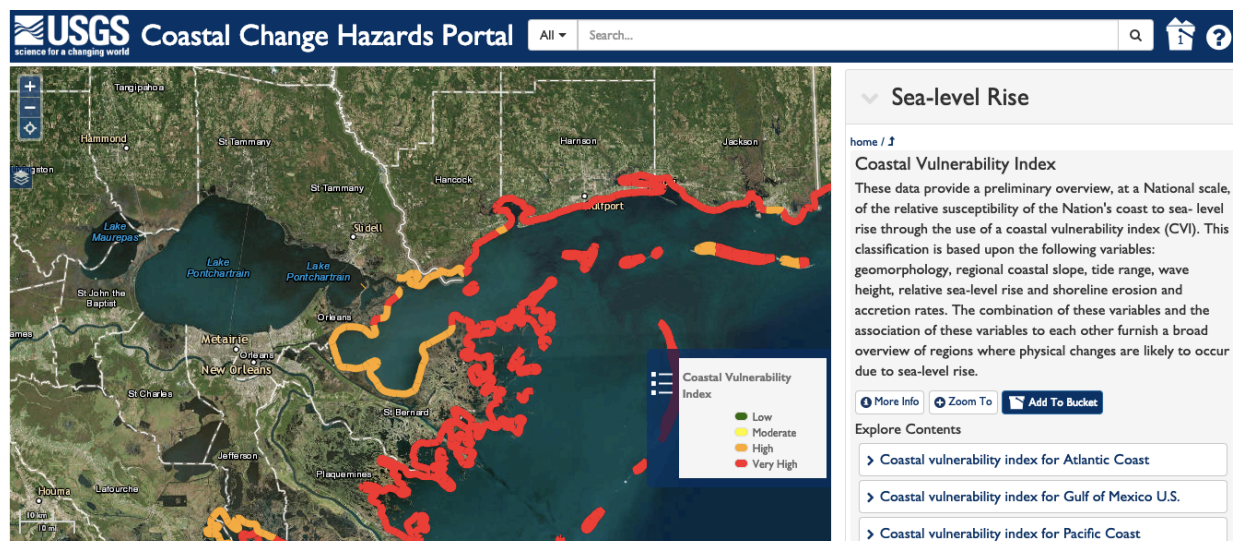 USGS
science for a changing world
Coastal Change Hazards Portal
All
Search...
1
?
+
−
Tangipahoa
Hammond
St Tammany
Harrison
Jackson
St Tammany
Hancock
Gulfport
Slidell
Lake
Maurepas
Lake
Pontchartrain
Lake
Pontchartrain
St John the
Baptist
Orleans
Metairie
Orleans
New Orleans
St Charles
St Bernard
Jefferson
Plaquemines
Houma
Lafourche
10 km
10 mi
Coastal Vulnerability
Index
Low
Moderate
High
Very High
Sea-level Rise
home /
Coastal Vulnerability Index
These data provide a preliminary overview, at a National scale,
of the relative susceptibility of the Nation's coast to sea- level
rise through the use of a coastal vulnerability index (CVI). This
classification is based upon the following variables:
geomorphology, regional coastal slope, tide range, wave
height, relative sea-level rise and shoreline erosion and
accretion rates. The combination of these variables and the
association of these variables to each other furnish a broad
overview of regions where physical changes are likely to occur
due to sea-level rise.
More Info
Zoom To
Add To Bucket
Explore Contents
Coastal vulnerability index for Atlantic Coast
Coastal vulnerability index for Gulf of Mexico U.S.
Coastal vulnerability index for Pacific Coast